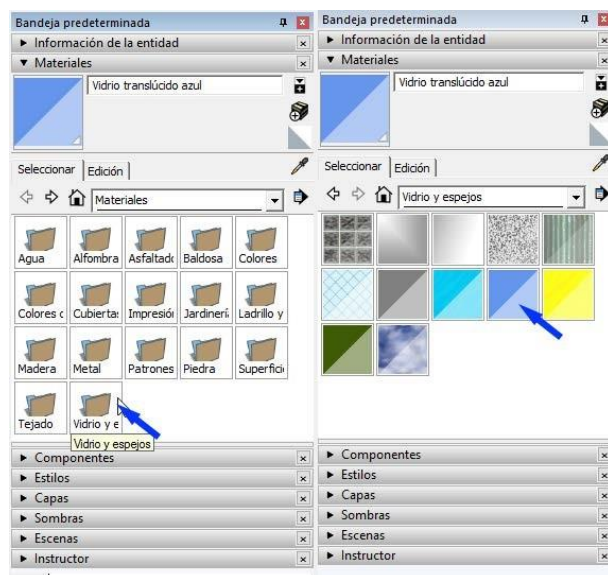 Bandeja predeterminada
Información de la entidad
Materiales
Vidrio translúcido azul
Seleccionar
Edición
Materiales
Agua
Alfombra
Asfaltado
Baldosa
Colores
Colores c
Cubiertas
Impresión
Jardinerí
Ladrillo y
Madera
Metal
Patrones
Piedra
Superfici
Tejado
Vidrio y e
Vidrio y espejos
Componentes
Estilos
Capas
Sombras
Escenas
Instructor
Bandeja predeterminada
Información de la entidad
Materiales
Vidrio translúcido azul
Seleccionar
Edición
Vidrio y espejos
Componentes
Estilos
Capas
Sombras
Escenas
Instructor